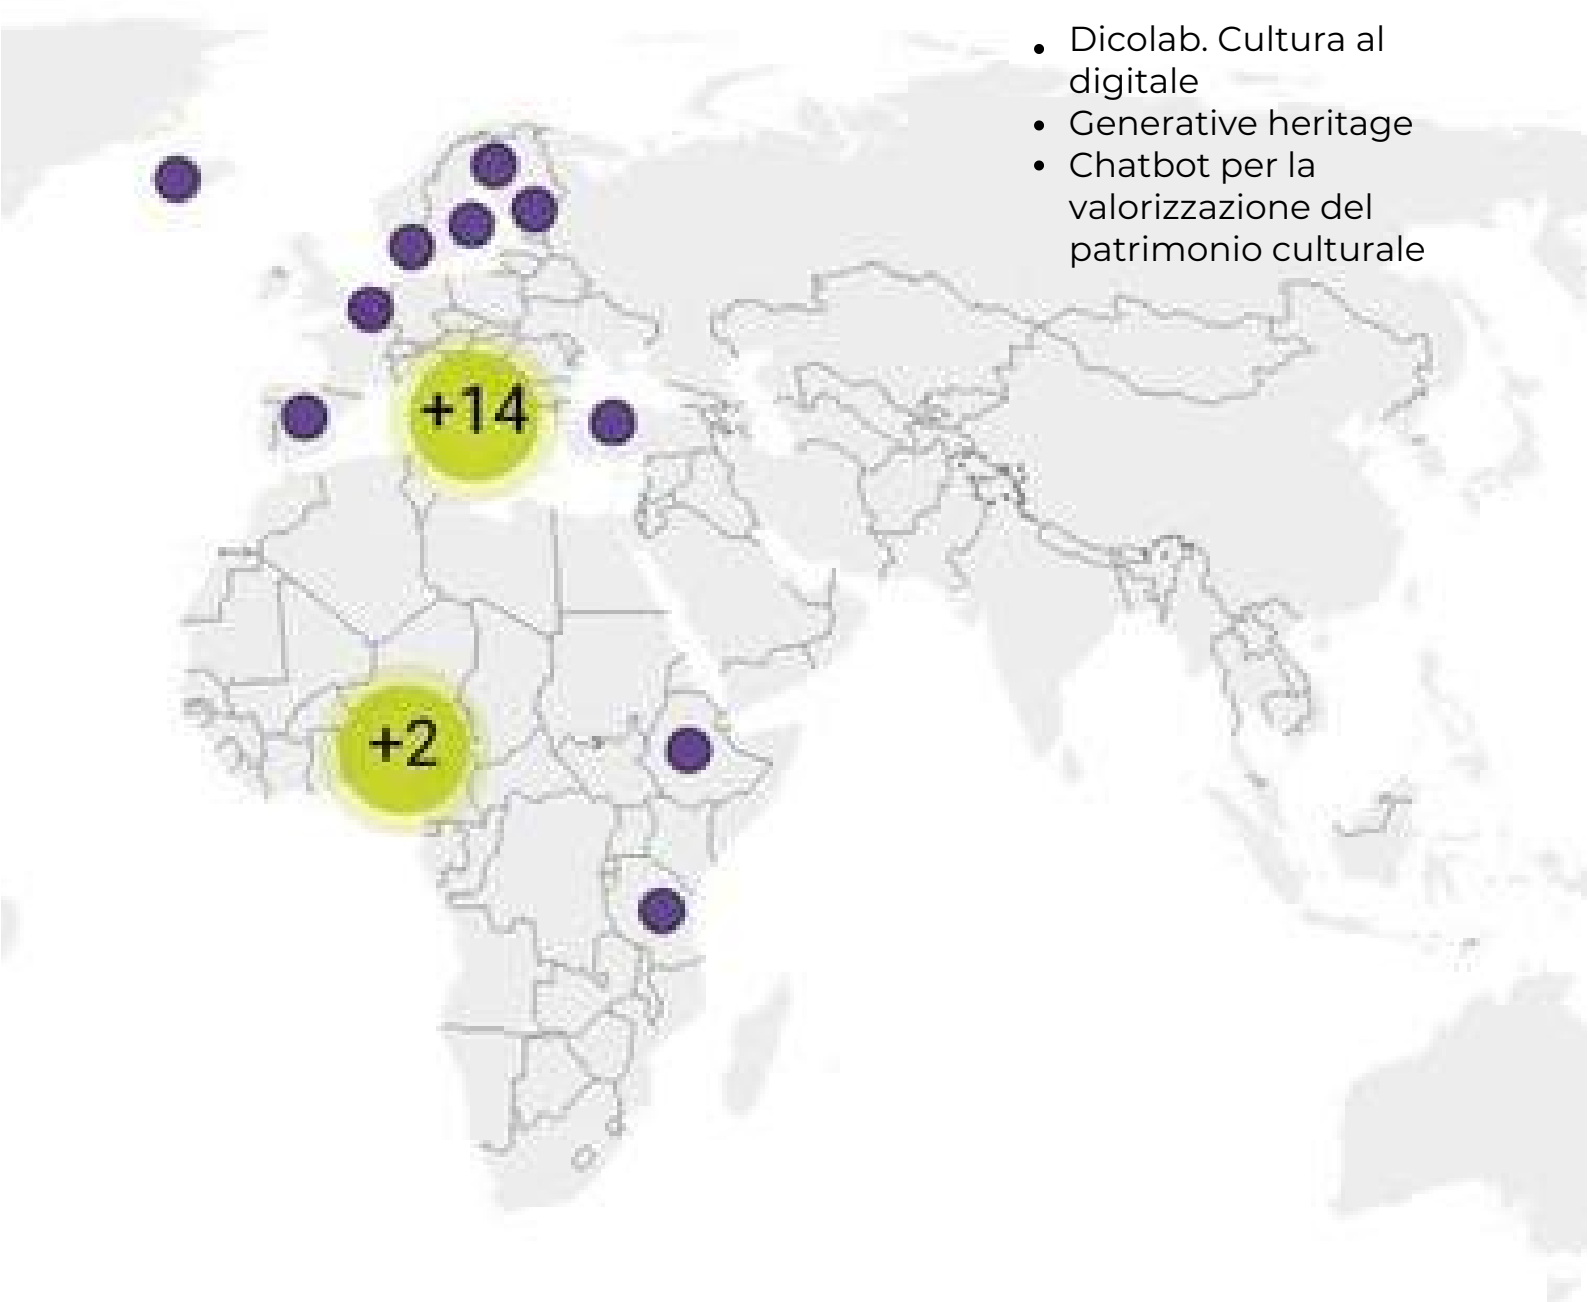 • Dicolab. Cultura al
digitale
• Generative heritage
• Chatbot per la
valorizzazione del
patrimonio culturale
+14
+2